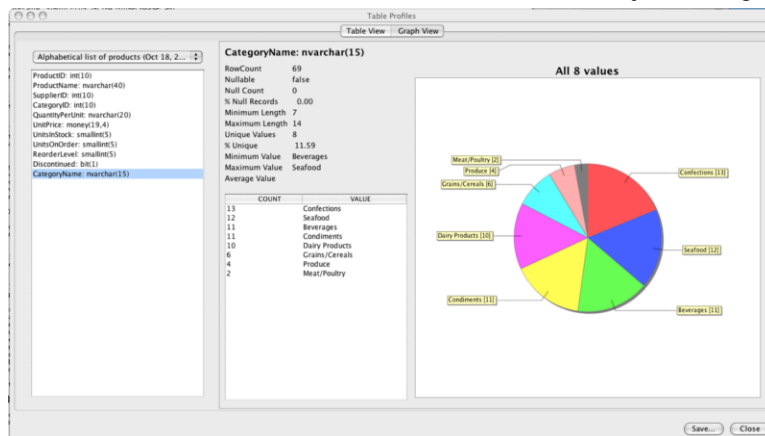 Table Profiles
Table View Graph View
Alphabetical list of products (Oct 18, 2...
ProductID: int(10)
ProductName: nvarchar(40)
SupplierID: int(10)
CategoryID: int(10)
QuantityPerUnit: nvarchar(20)
UnitPrice: money(19,4)
UnitsInStock: smallint(5)
UnitsOnOrder: smallint(5)
ReorderLevel: smallint(5)
Discontinued: bit(1)
CategoryName: nvarchar(15)
CategoryName: nvarchar(15)
RowCount 69
Nullable false
Null Count 0
% Null Records 0.00
Minimum Length 7
Maximum Length 14
Unique Values 8
% Unique 11.59
Minimum Value Beverages
Maximum Value Seafood
Average Value
COUNT VALUE
13 Confections
12 Seafood
11 Beverages
11 Condiments
10 Dairy Products
6 Grains/Cereals
4 Produce
2 Meat/Poultry
All 8 values
Meat/Poultry [2]
Produce [4]
Grains/Cereals [6]
Dairy Products [10]
Condiments [11]
Confections [13]
Seafood [12]
Beverages [11]
Save... Close